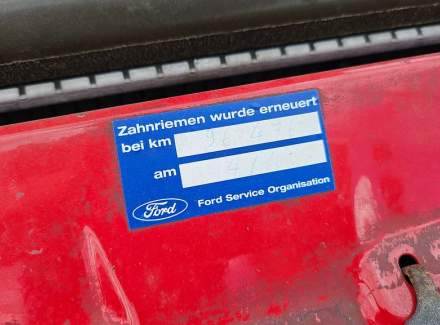 Zahnriemen wurde erneuert
bei km
am
Ford Ford Service Organisation